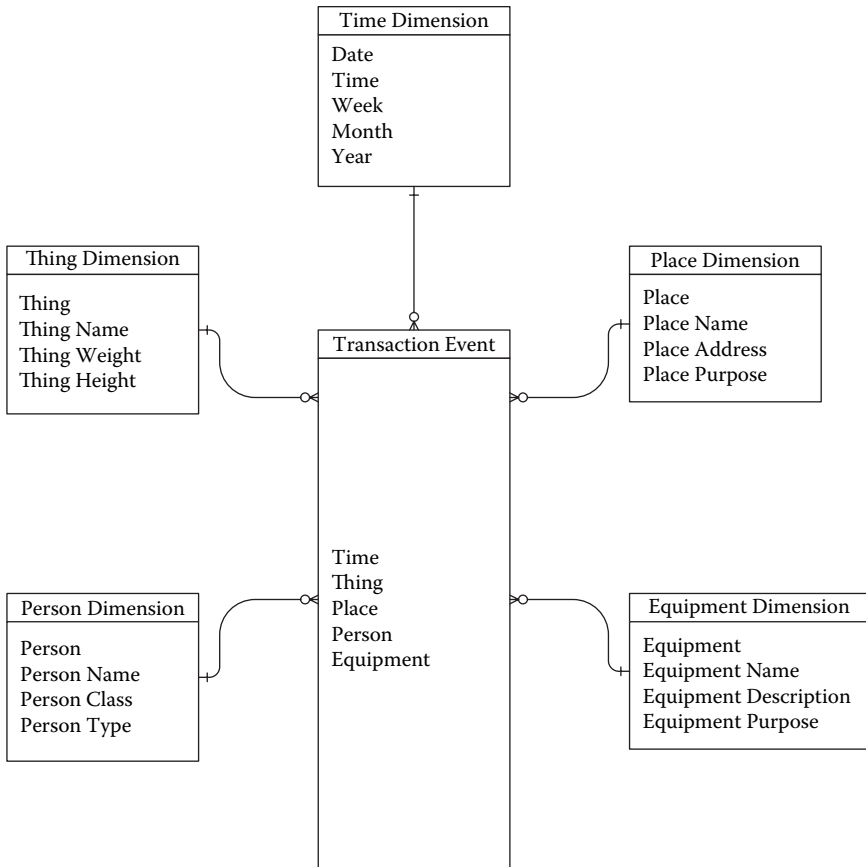 Time Dimension
Date
Time
Week
Month
Year
Thing Dimension
Thing
Thing Name
Thing Weight
Thing Height
Place Dimension
Place
Place Name
Place Address
Place Purpose
Transaction Event
Time
Thing
Place
Person
Equipment
Person Dimension
Person
Person Name
Person Class
Person Type
Equipment Dimension
Equipment
Equipment Name
Equipment Description
Equipment Purpose